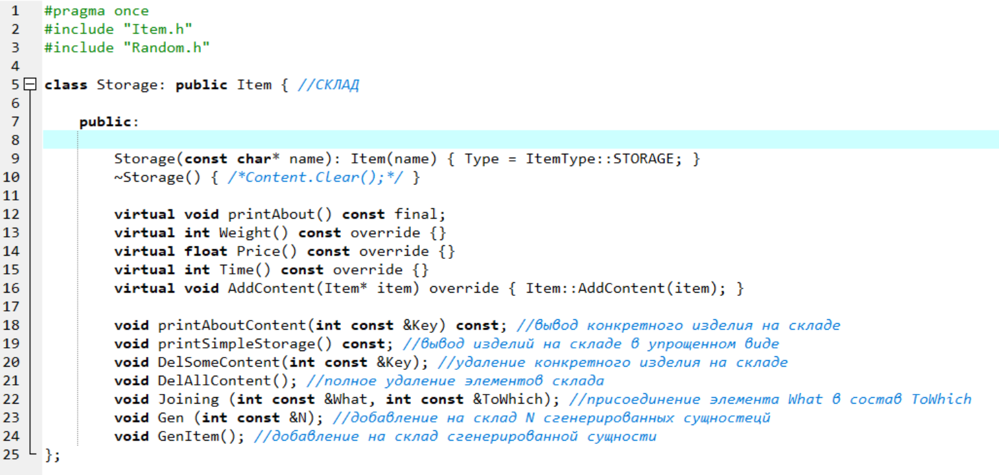 1 #pragma once
2 #include "Item.h"
3 #include "Random.h"
4
5 class Storage: public Item { //СКЛАД
6
7 public:
8
9 Storage(const char* name): Item(name) { Type = ItemType::STORAGE; }
10 ~Storage() { /*Content.Clear();*/ }
11
12 virtual void printAbout() const final;
13 virtual int Weight() const override {}
14 virtual float Price() const override {}
15 virtual int Time() const override {}
16 virtual void AddContent(Item* item) override { Item::AddContent(item); }
17
18 void printAboutContent(int const &Key) const; //вывод конкретного изделия на складе
19 void printSimpleStorage() const; //вывод изделий на складе в упрощенном виде
20 void DelSomeContent(int const &Key); //удаление конкретного изделия на складе
21 void DelAllContent(); //полное удаление элементов склада
22 void Joining (int const &What, int const &ToWhich); //присоединение элемента What в состав ToWhich
23 void Gen (int const &N); //добавление на склад N сгенерированных сущностецй
24 void GenItem(); //добавление на склад сгенерированной сущности
25 };